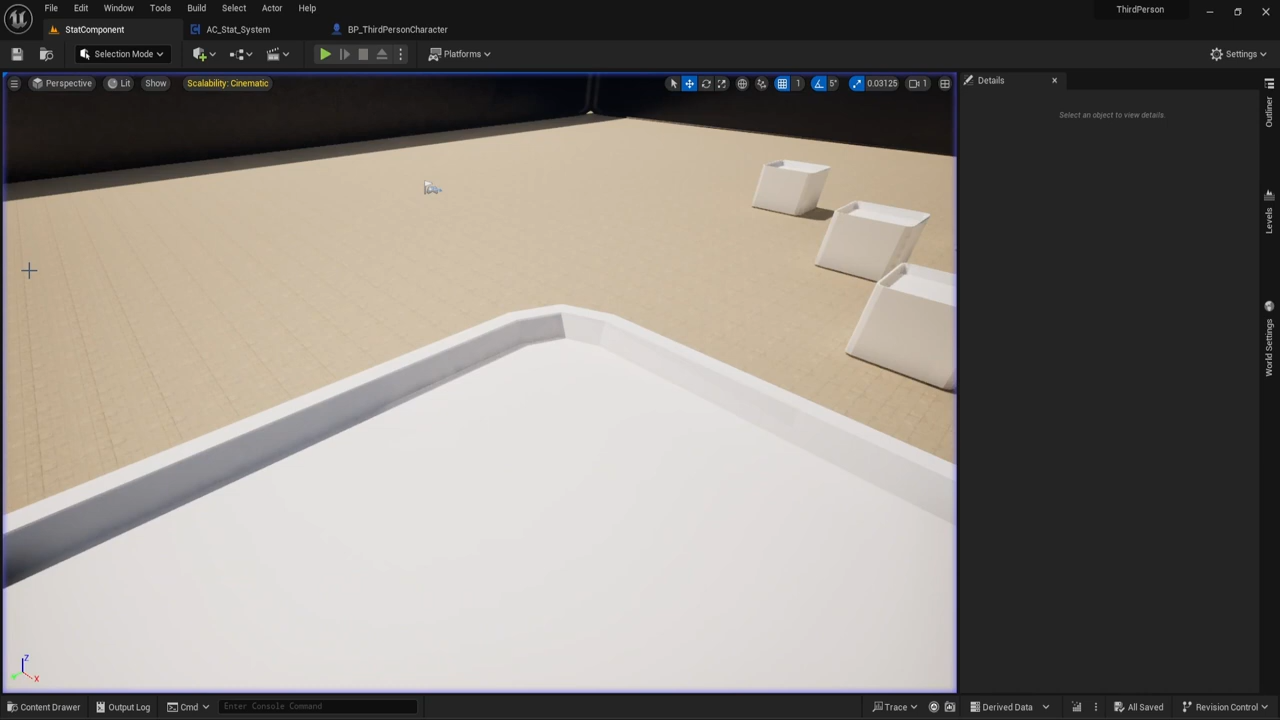 File Edit Window Tools Build Select Actor Help
ThirdPerson
StatComponent AC_Stat_System BP_ThirdPersonCharacter
Selection Mode Platforms Settings
Perspective Lit Show Scalability: Cinematic 1 5° 0.03125 1
Details
Select an object to view details.
Outliner
Levels
World Settings
Z
X
Content Drawer Output Log Cmd Enter Console Command Trace Derived Data All Saved Revision Control